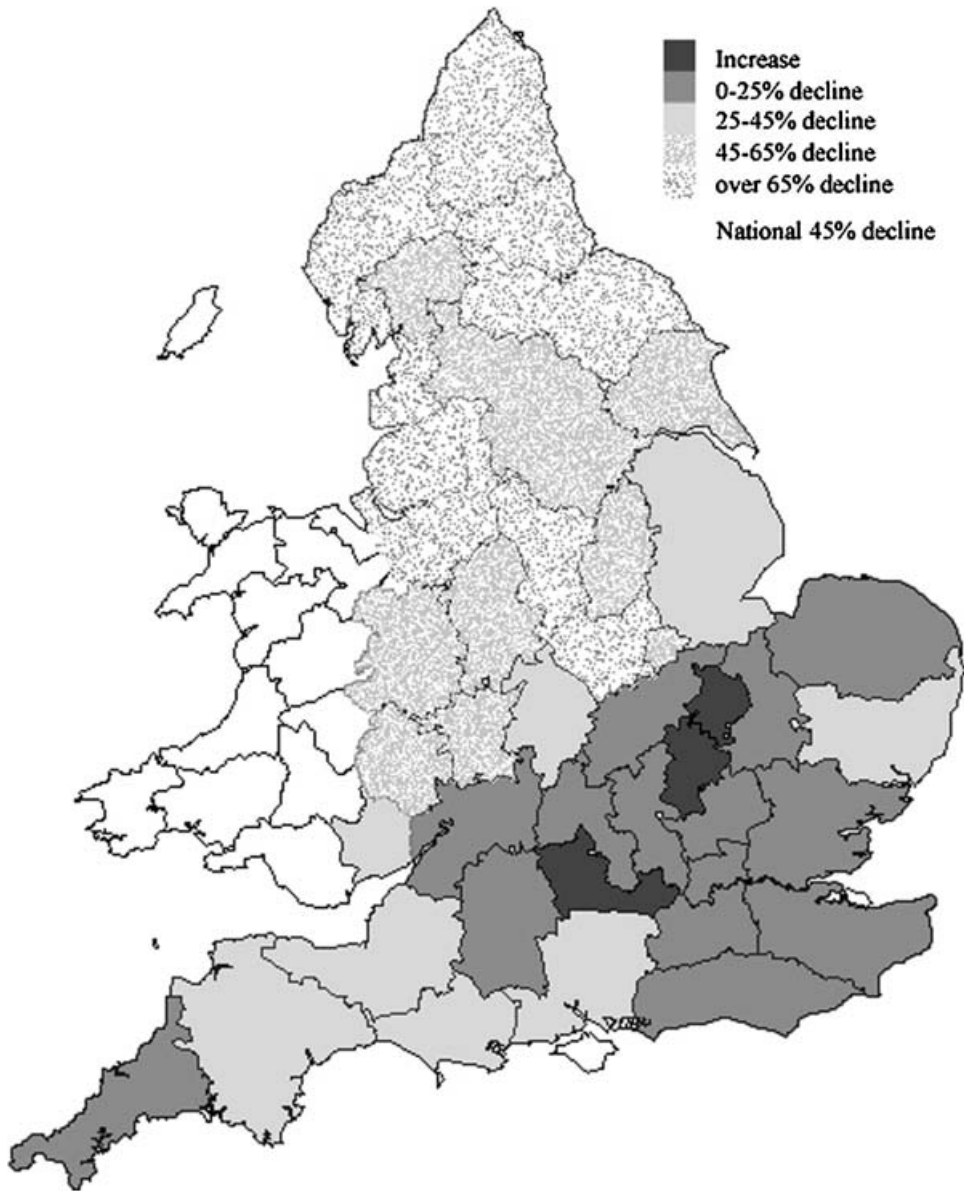 Increase
0-25% decline
25-45% decline
45-65% decline
over 65% decline
National 45% decline